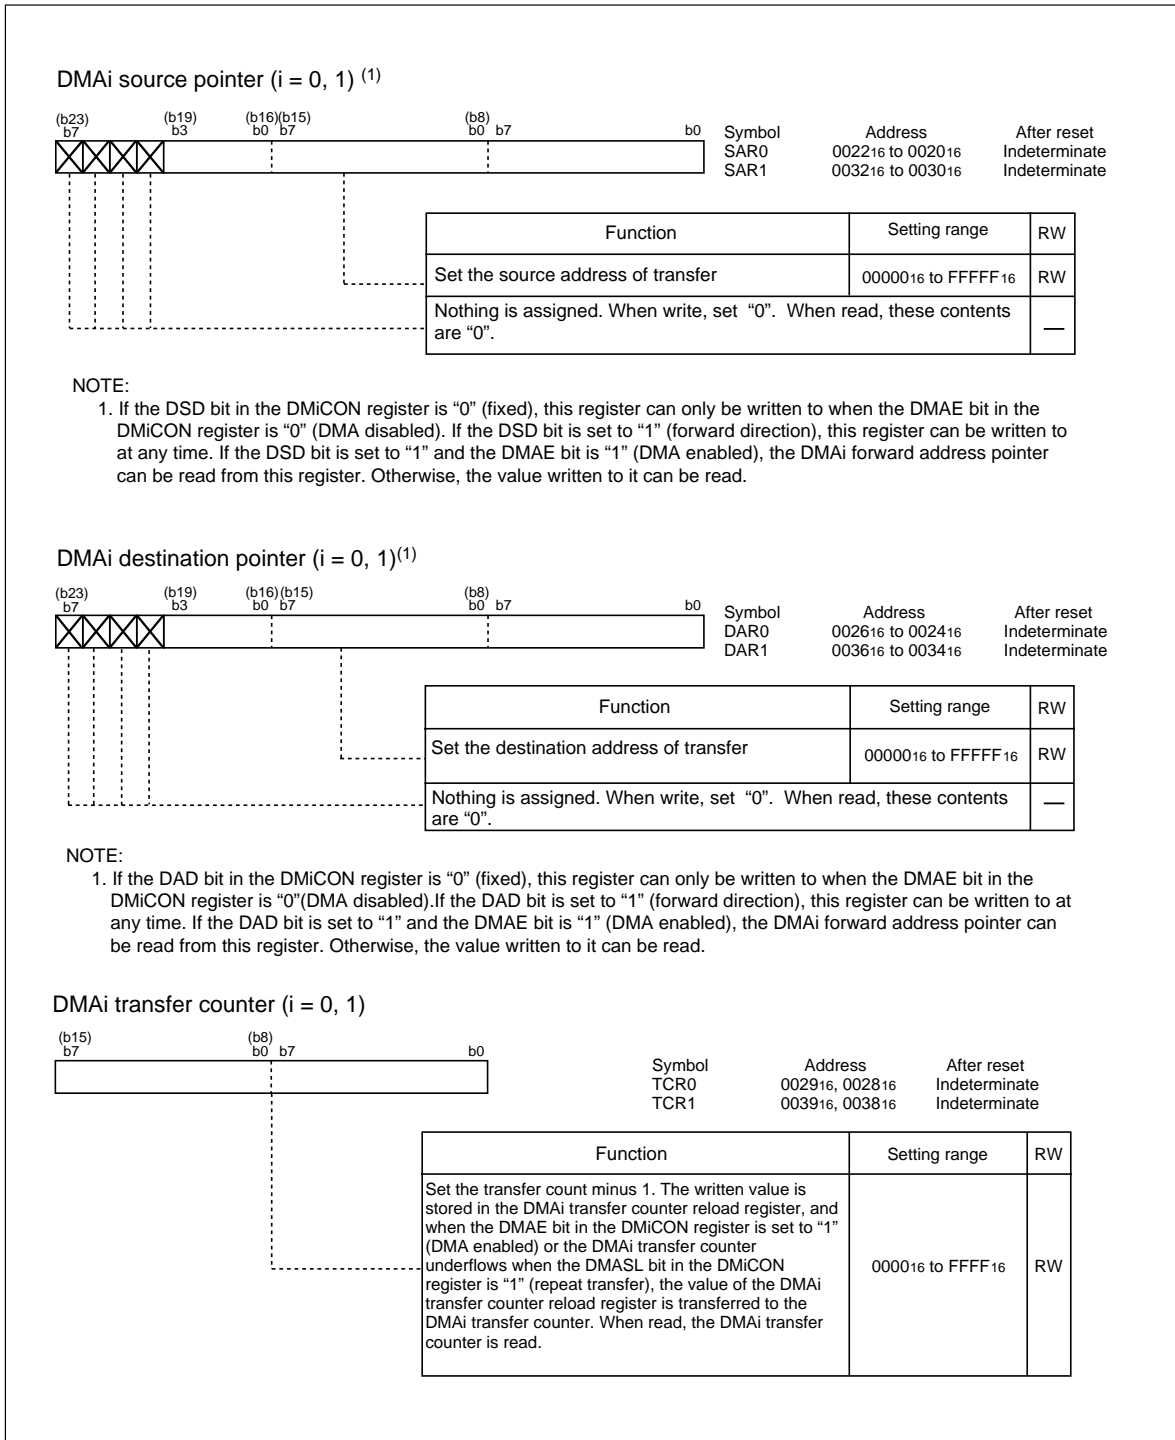 DMAi source pointer (i = 0, 1) (1)
(b23) (b19) (b16)(b15) (b8)
b7 b3 b0 b7 b0 b7 b0
Symbol Address After reset
SAR0 002216 to 002016 Indeterminate
SAR1 003216 to 003016 Indeterminate
Function Setting range RW
Set the source address of transfer 0000016 to FFFFF16 RW
Nothing is assigned. When write, set “0”. When read, these contents
are “0”. —
NOTE:
1. If the DSD bit in the DMiCON register is “0” (fixed), this register can only be written to when the DMAE bit in the
DMiCON register is “0” (DMA disabled). If the DSD bit is set to “1” (forward direction), this register can be written to
at any time. If the DSD bit is set to “1” and the DMAE bit is “1” (DMA enabled), the DMAi forward address pointer
can be read from this register. Otherwise, the value written to it can be read.
DMAi destination pointer (i = 0, 1)(1)
(b23) (b19) (b16)(b15) (b8)
b7 b3 b0 b7 b0 b7 b0
Symbol Address After reset
DAR0 002616 to 002416 Indeterminate
DAR1 003616 to 003416 Indeterminate
Function Setting range RW
Set the destination address of transfer 0000016 to FFFFF16 RW
Nothing is assigned. When write, set “0”. When read, these contents
are “0”. —
NOTE:
1. If the DAD bit in the DMiCON register is “0” (fixed), this register can only be written to when the DMAE bit in the
DMiCON register is “0”(DMA disabled).If the DAD bit is set to “1” (forward direction), this register can be written to at
any time. If the DAD bit is set to “1” and the DMAE bit is “1” (DMA enabled), the DMAi forward address pointer can
be read from this register. Otherwise, the value written to it can be read.
DMAi transfer counter (i = 0, 1)
(b15) (b8)
b7 b0 b7 b0
Symbol Address After reset
TCR0 002916, 002816 Indeterminate
TCR1 003916, 003816 Indeterminate
Function Setting range RW
Set the transfer count minus 1. The written value is
stored in the DMAi transfer counter reload register, and
when the DMAE bit in the DMiCON register is set to “1”
(DMA enabled) or the DMAi transfer counter
underflows when the DMASL bit in the DMiCON
register is “1” (repeat transfer), the value of the DMAi
transfer counter reload register is transferred to the
DMAi transfer counter. When read, the DMAi transfer
counter is read.
000016 to FFFF16 RW